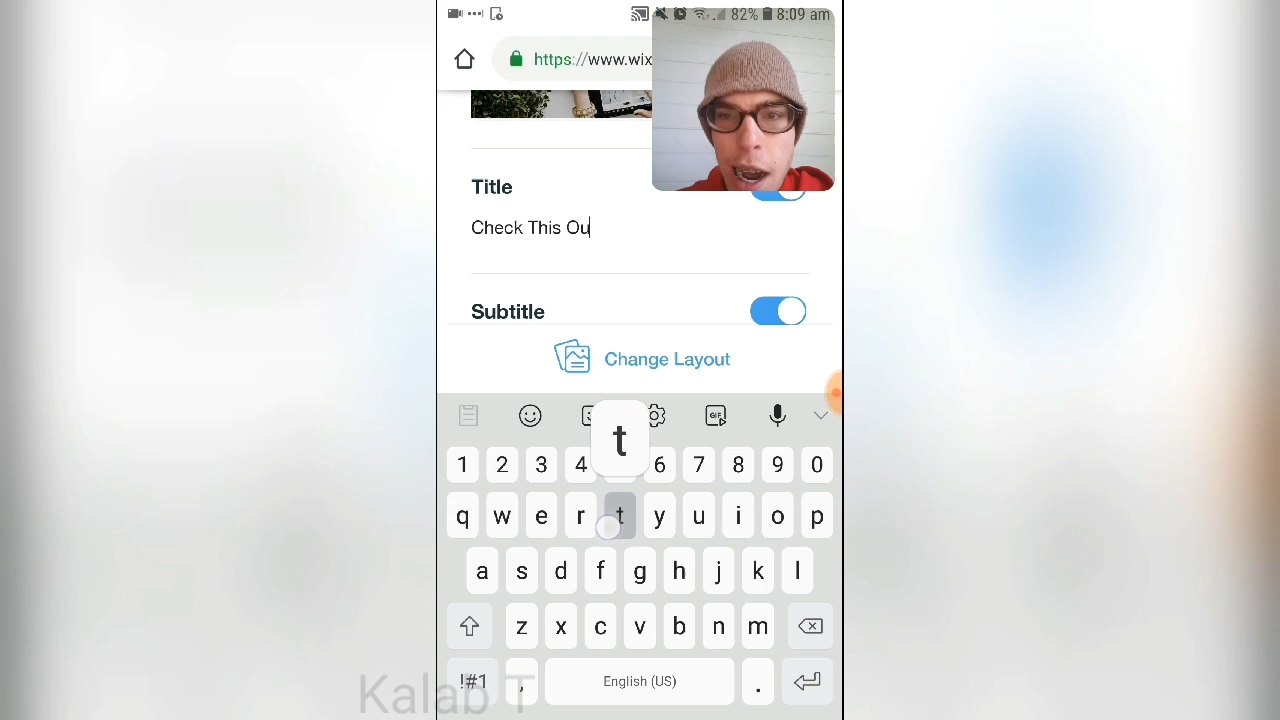 82% 8:09 am
https://www.wix
Title
Check This Ou
Subtitle
Change Layout
GIF
t
1 2 3 4 6 7 8 9 0
q w e r t y u i o p
a s d f g h j k l
z x c v b n m
!#1 , English (US) .
Kalab T